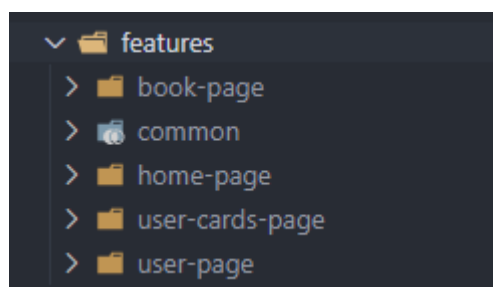 features
book-page
common
home-page
user-cards-page
user-page